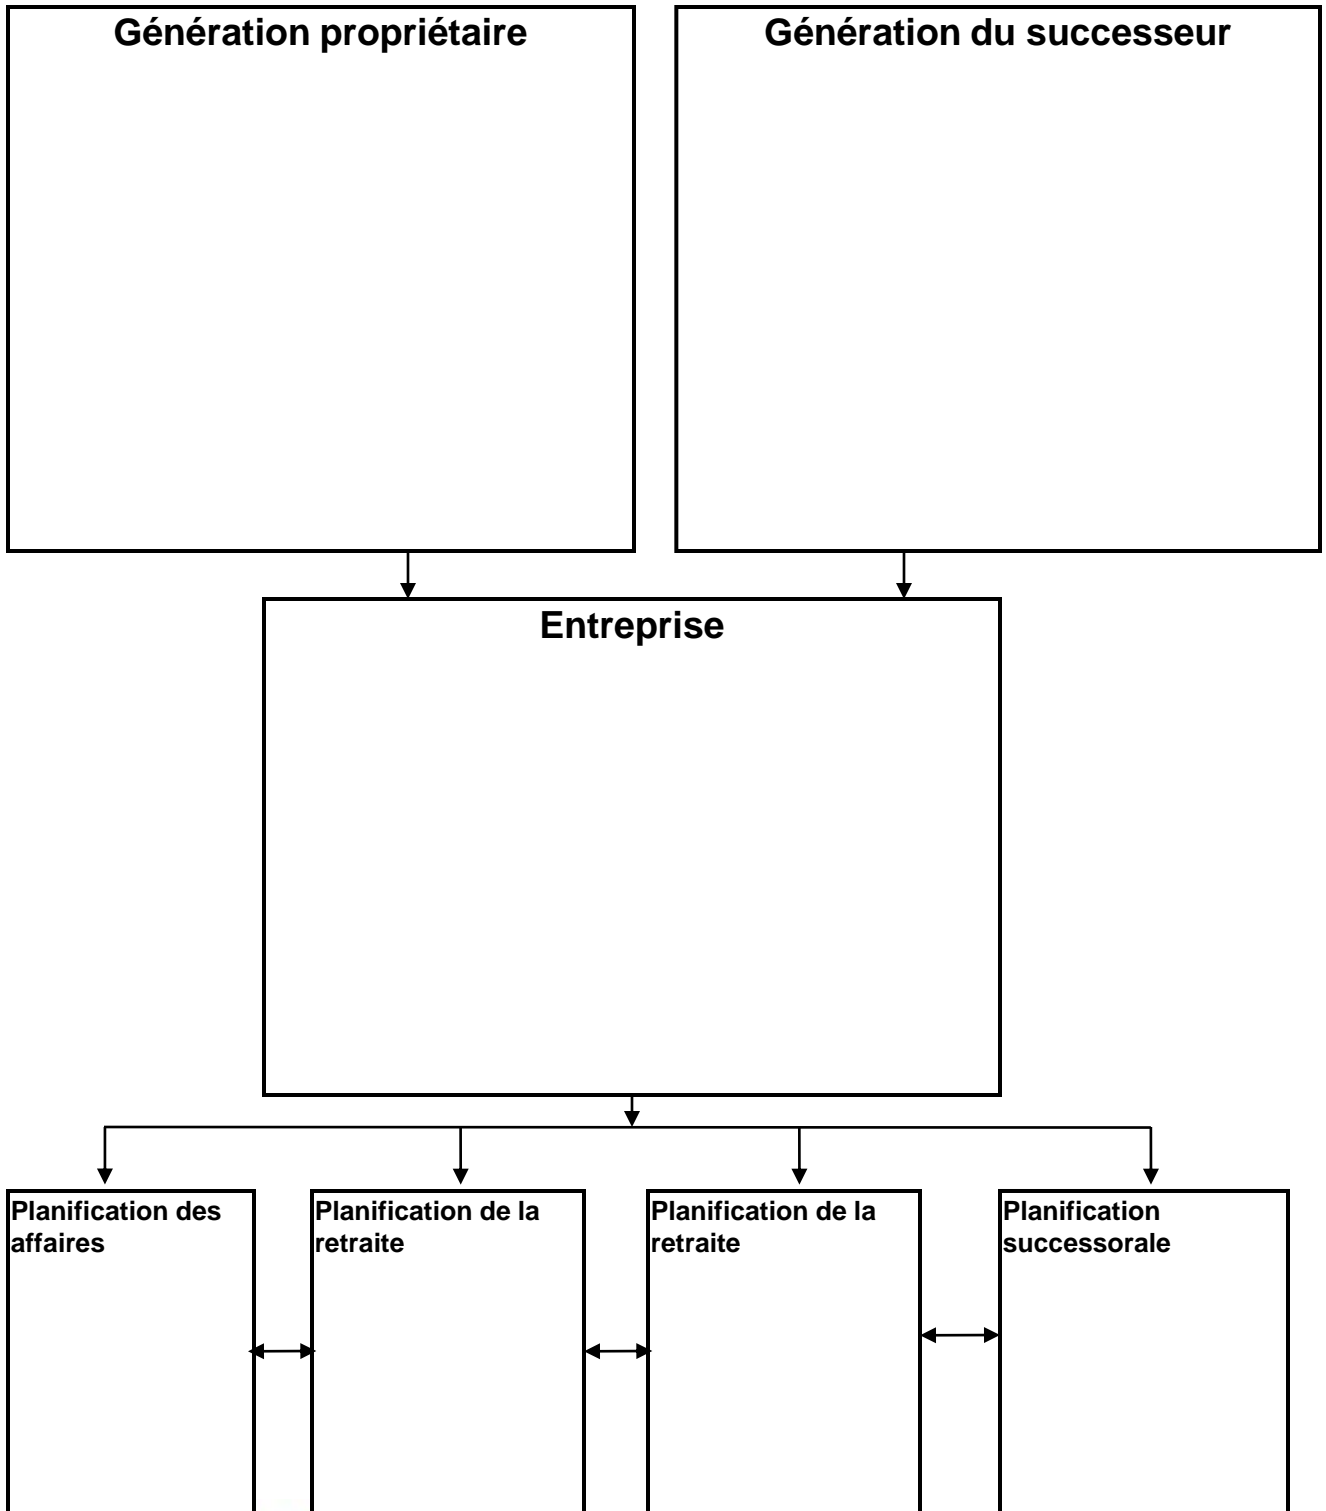 Génération propriétaire
Génération du successeur
Entreprise
Planification des
affaires
Planification de la
retraite
Planification de la
retraite
Planification
successorale